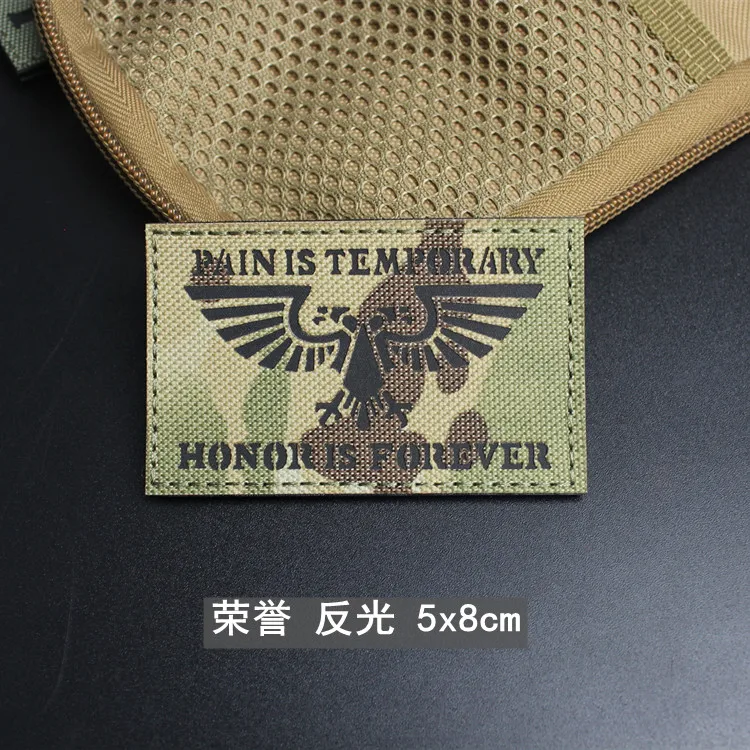 PAIN IS TEMPORARY
HONOR IS FOREVER
荣誉 反光 5x8cm